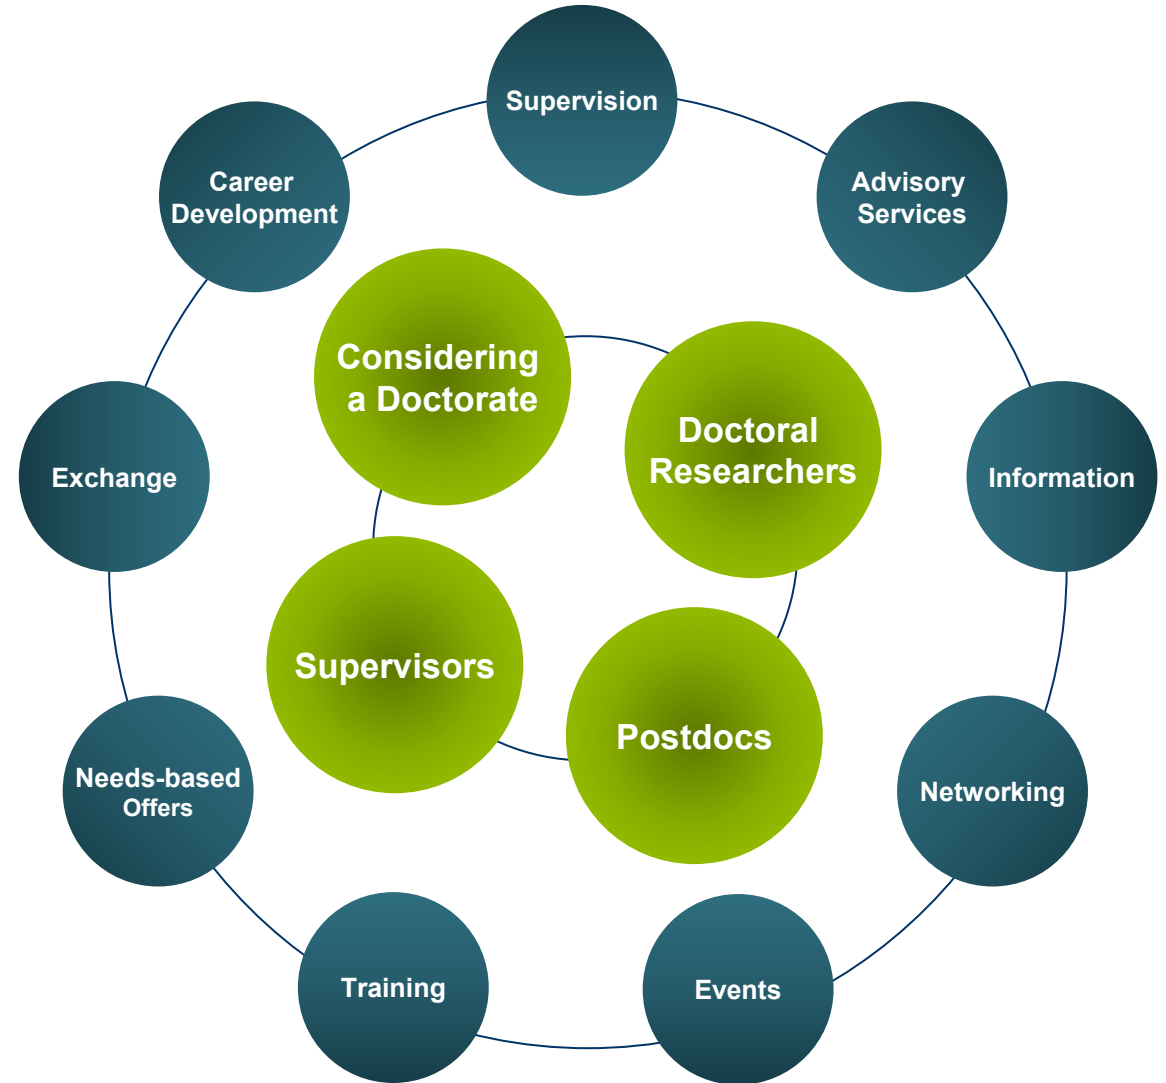 Supervision
Career
Development
Advisory
Services
Considering
a Doctorate
Doctoral
Researchers
Exchange
Information
Supervisors
Postdocs
Needs-based
Offers
Networking
Training
Events